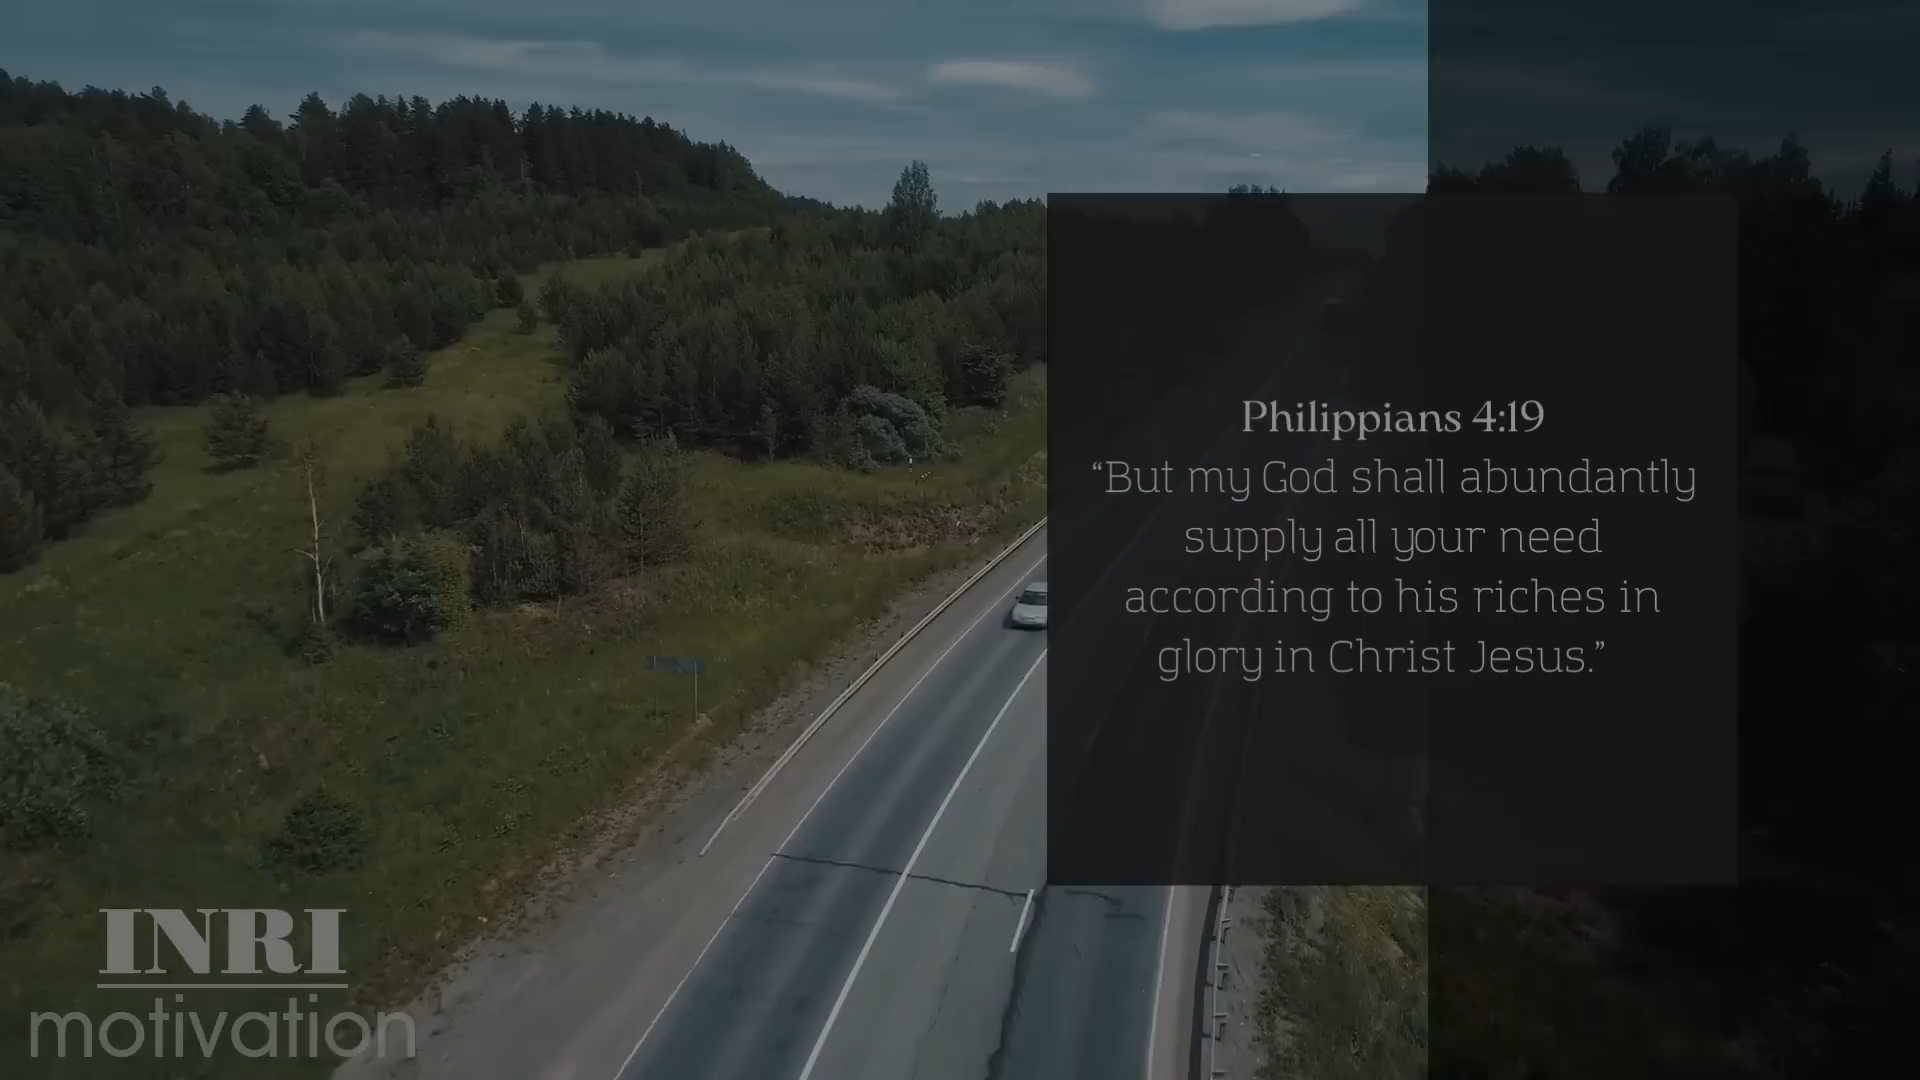 Philippians 4:19
“But my God shall abundantly
supply all your need
according to his riches in
glory in Christ Jesus.”
INRI
motivation